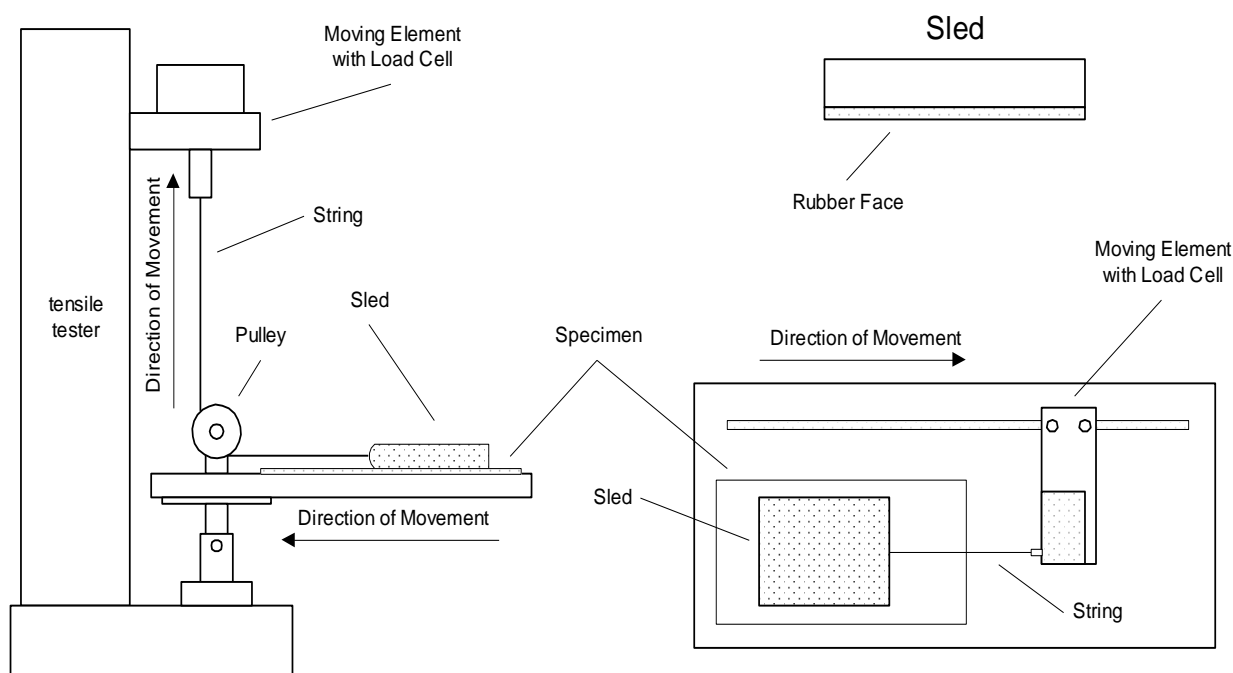 Moving Element
with Load Cell
Direction of Movement
String
tensile
tester
Sled
Pulley
Specimen
Direction of Movement
Sled
Rubber Face
Moving Element
with Load Cell
Direction of Movement
Sled
String